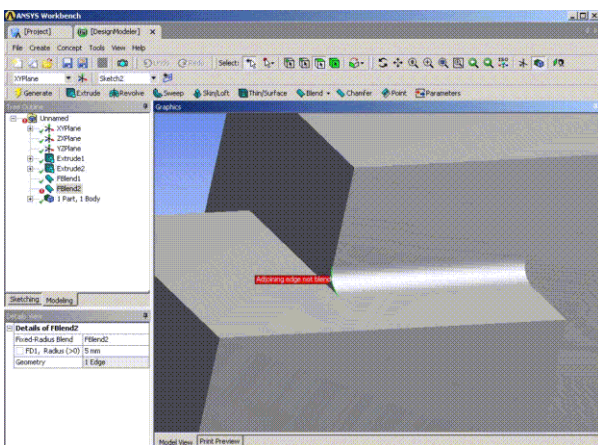 ANSYS Workbench
[Project] [DesignModeler]
File Create Concept Tools View Help
Undo Redo Select:
XYPlane Sketch2
Generate Extrude Revolve Sweep Skin/Loft Thin/Surface Blend Chamfer Point Parameters
Tree Outline Graphics
Unnamed
XYPlane
ZXPlane
YZPlane
Extrude1
Extrude2
FBlend1
FBlend2
1 Part, 1 Body
Adjoining edge not blend
Sketching Modeling
Details View
Details of FBlend2
Fixed-Radius Blend FBlend2
FD1, Radius (>0) 5 mm
Geometry 1 Edge
Model View Print Preview